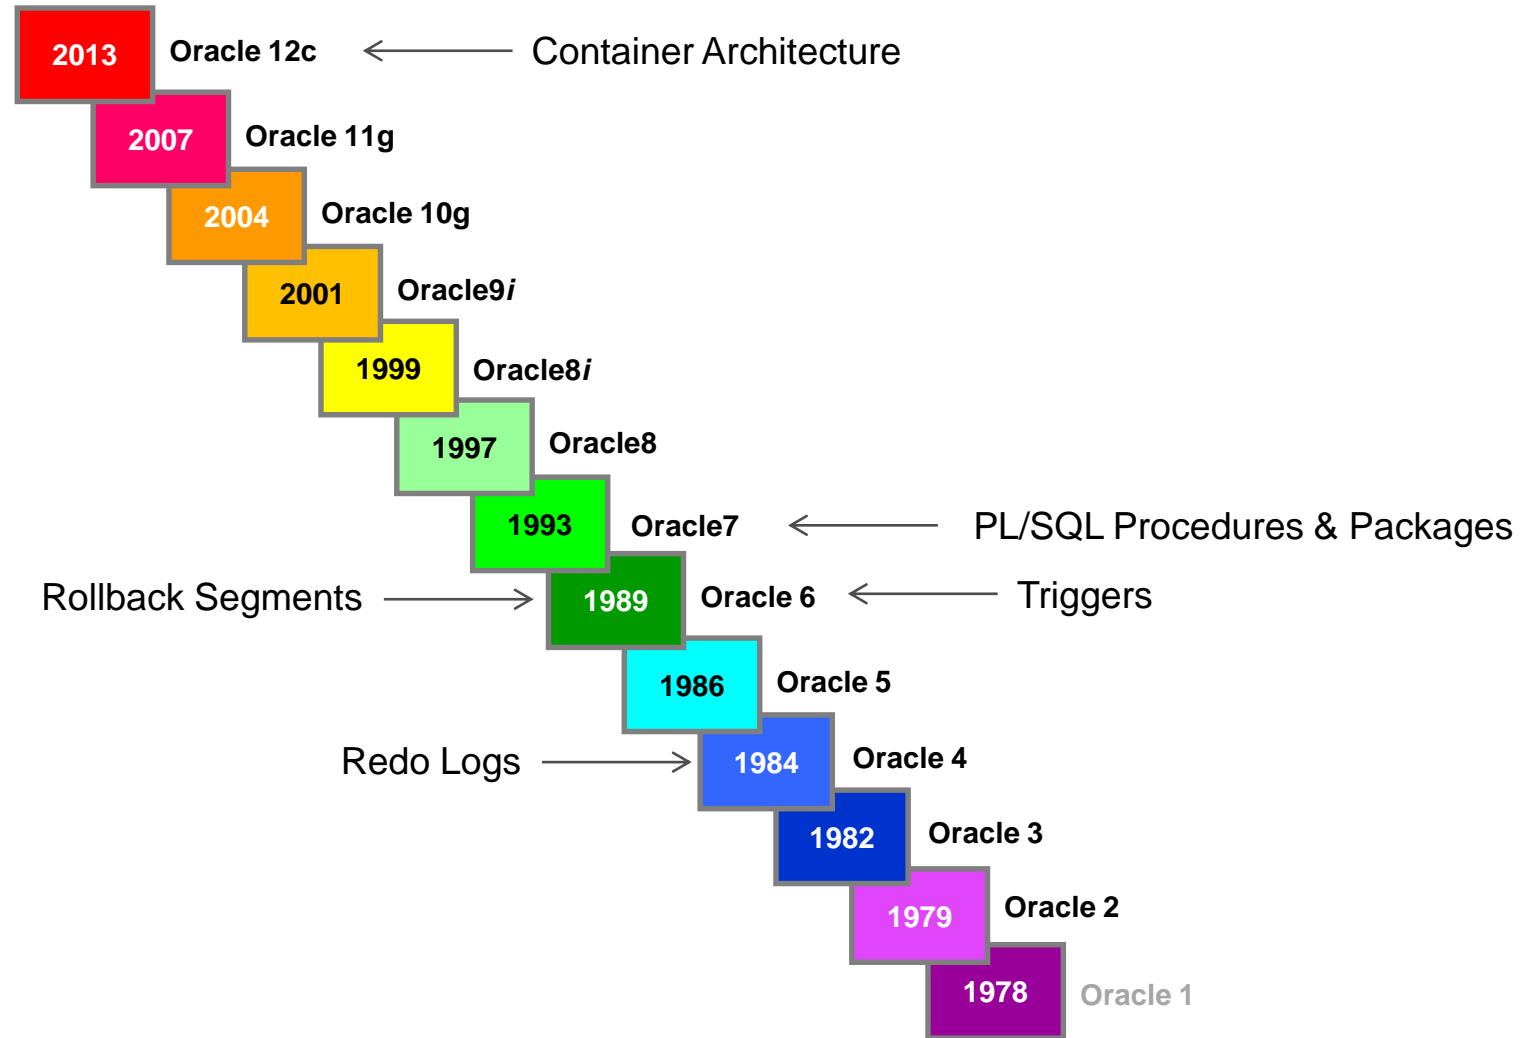 2013 Oracle 12c Container Architecture
2007 Oracle 11g
2004 Oracle 10g
2001 Oracle9i
1999 Oracle8i
1997 Oracle8
1993 Oracle7 PL/SQL Procedures & Packages
Rollback Segments 1989 Oracle 6 Triggers
1986 Oracle 5
Redo Logs 1984 Oracle 4
1982 Oracle 3
1979 Oracle 2
1978 Oracle 1